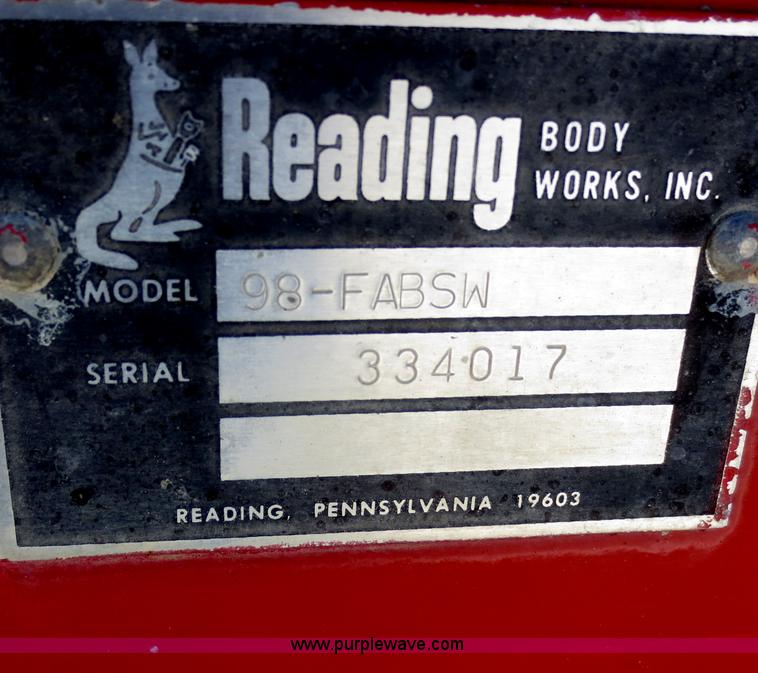 Reading BODY
WORKS, INC.
MODEL 98-FABSW
SERIAL 334017
READING, PENNSYLVANIA 19603
www.purplewave.com